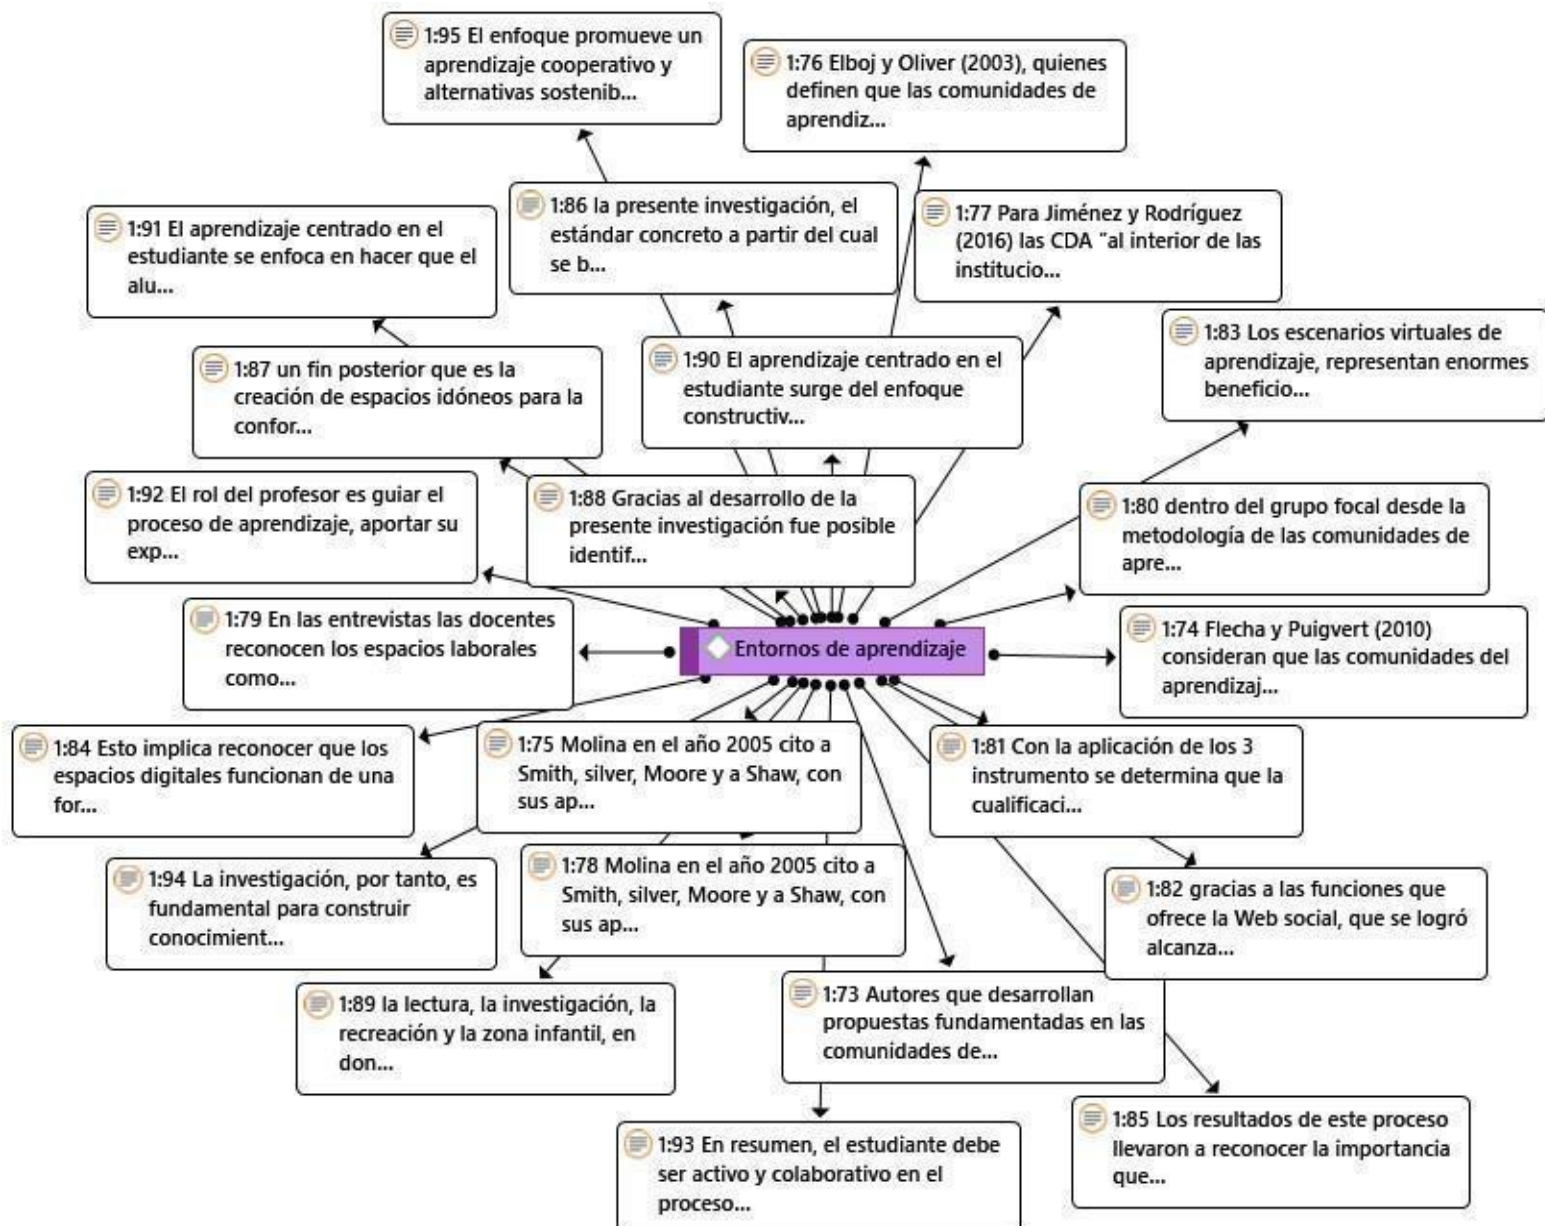 1:95 El enfoque promueve un
aprendizaje cooperativo y
alternativas sostenib...
1:76 Elboj y Oliver (2003), quienes
definen que las comunidades de
aprendiz...
1:86 la presente investigación, el
estándar concreto a partir del cual
se b...
1:77 Para Jiménez y Rodríguez
(2016) las CDA "al interior de las
institucio...
1:91 El aprendizaje centrado en el
estudiante se enfoca en hacer que el
alu...
1:83 Los escenarios virtuales de
aprendizaje, representan enormes
beneficio...
1:87 un fin posterior que es la
creación de espacios idóneos para la
confor...
1:90 El aprendizaje centrado en el
estudiante surge del enfoque
constructiv...
1:92 El rol del profesor es guiar el
proceso de aprendizaje, aportar su
exp...
1:88 Gracias al desarrollo de la
presente investigación fue posible
identif...
1:80 dentro del grupo focal desde la
metodología de las comunidades de
apre...
1:79 En las entrevistas las docentes
reconocen los espacios laborales
como...
Entornos de aprendizaje
1:74 Flecha y Puigvert (2010)
consideran que las comunidades del
aprendizaj...
1:84 Esto implica reconocer que los
espacios digitales funcionan de una
for...
1:75 Molina en el año 2005 cito a
Smith, silver, Moore y a Shaw, con
sus ap...
1:81 Con la aplicación de los 3
instrumento se determina que la
cualificaci...
1:94 La investigación, por tanto, es
fundamental para construir
conocimient...
1:78 Molina en el año 2005 cito a
Smith, silver, Moore y a Shaw, con
sus ap...
1:82 gracias a las funciones que
ofrece la Web social, que se logró
alcanza...
1:89 la lectura, la investigación, la
recreación y la zona infantil, en
don...
1:73 Autores que desarrollan
propuestas fundamentadas en las
comunidades de...
1:93 En resumen, el estudiante debe
ser activo y colaborativo en el
proceso...
1:85 Los resultados de este proceso
llevaron a reconocer la importancia
que...